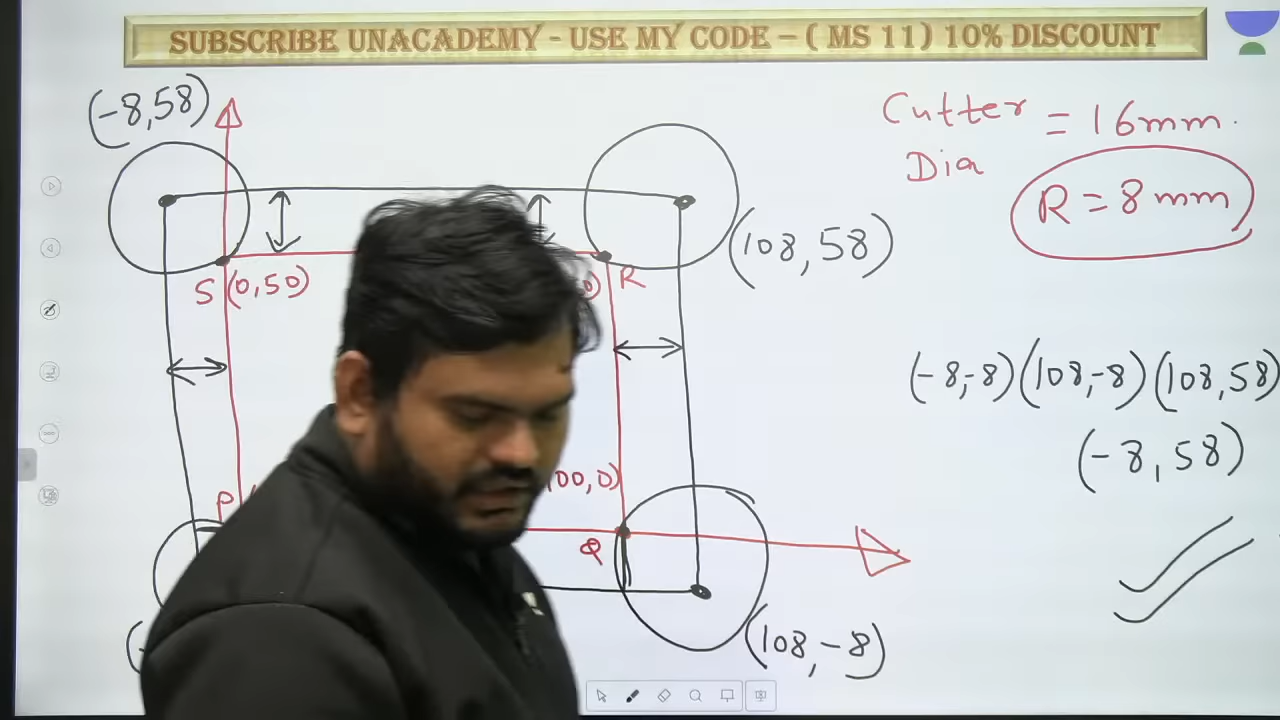 SUBSCRIBE UNACADEMY - USE MY CODE – ( MS 11) 10% DISCOUNT
(-8,58)
Cutter = 16mm.
Dia
R = 8 mm
S (0,50)
R
(108,58)
(-8,-8)(108,-8)(108,58)
(-8,58)
P
00,0)
Q
(108,-8)